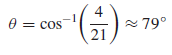 θ = cos⁻¹(4/21) ≈ 79°